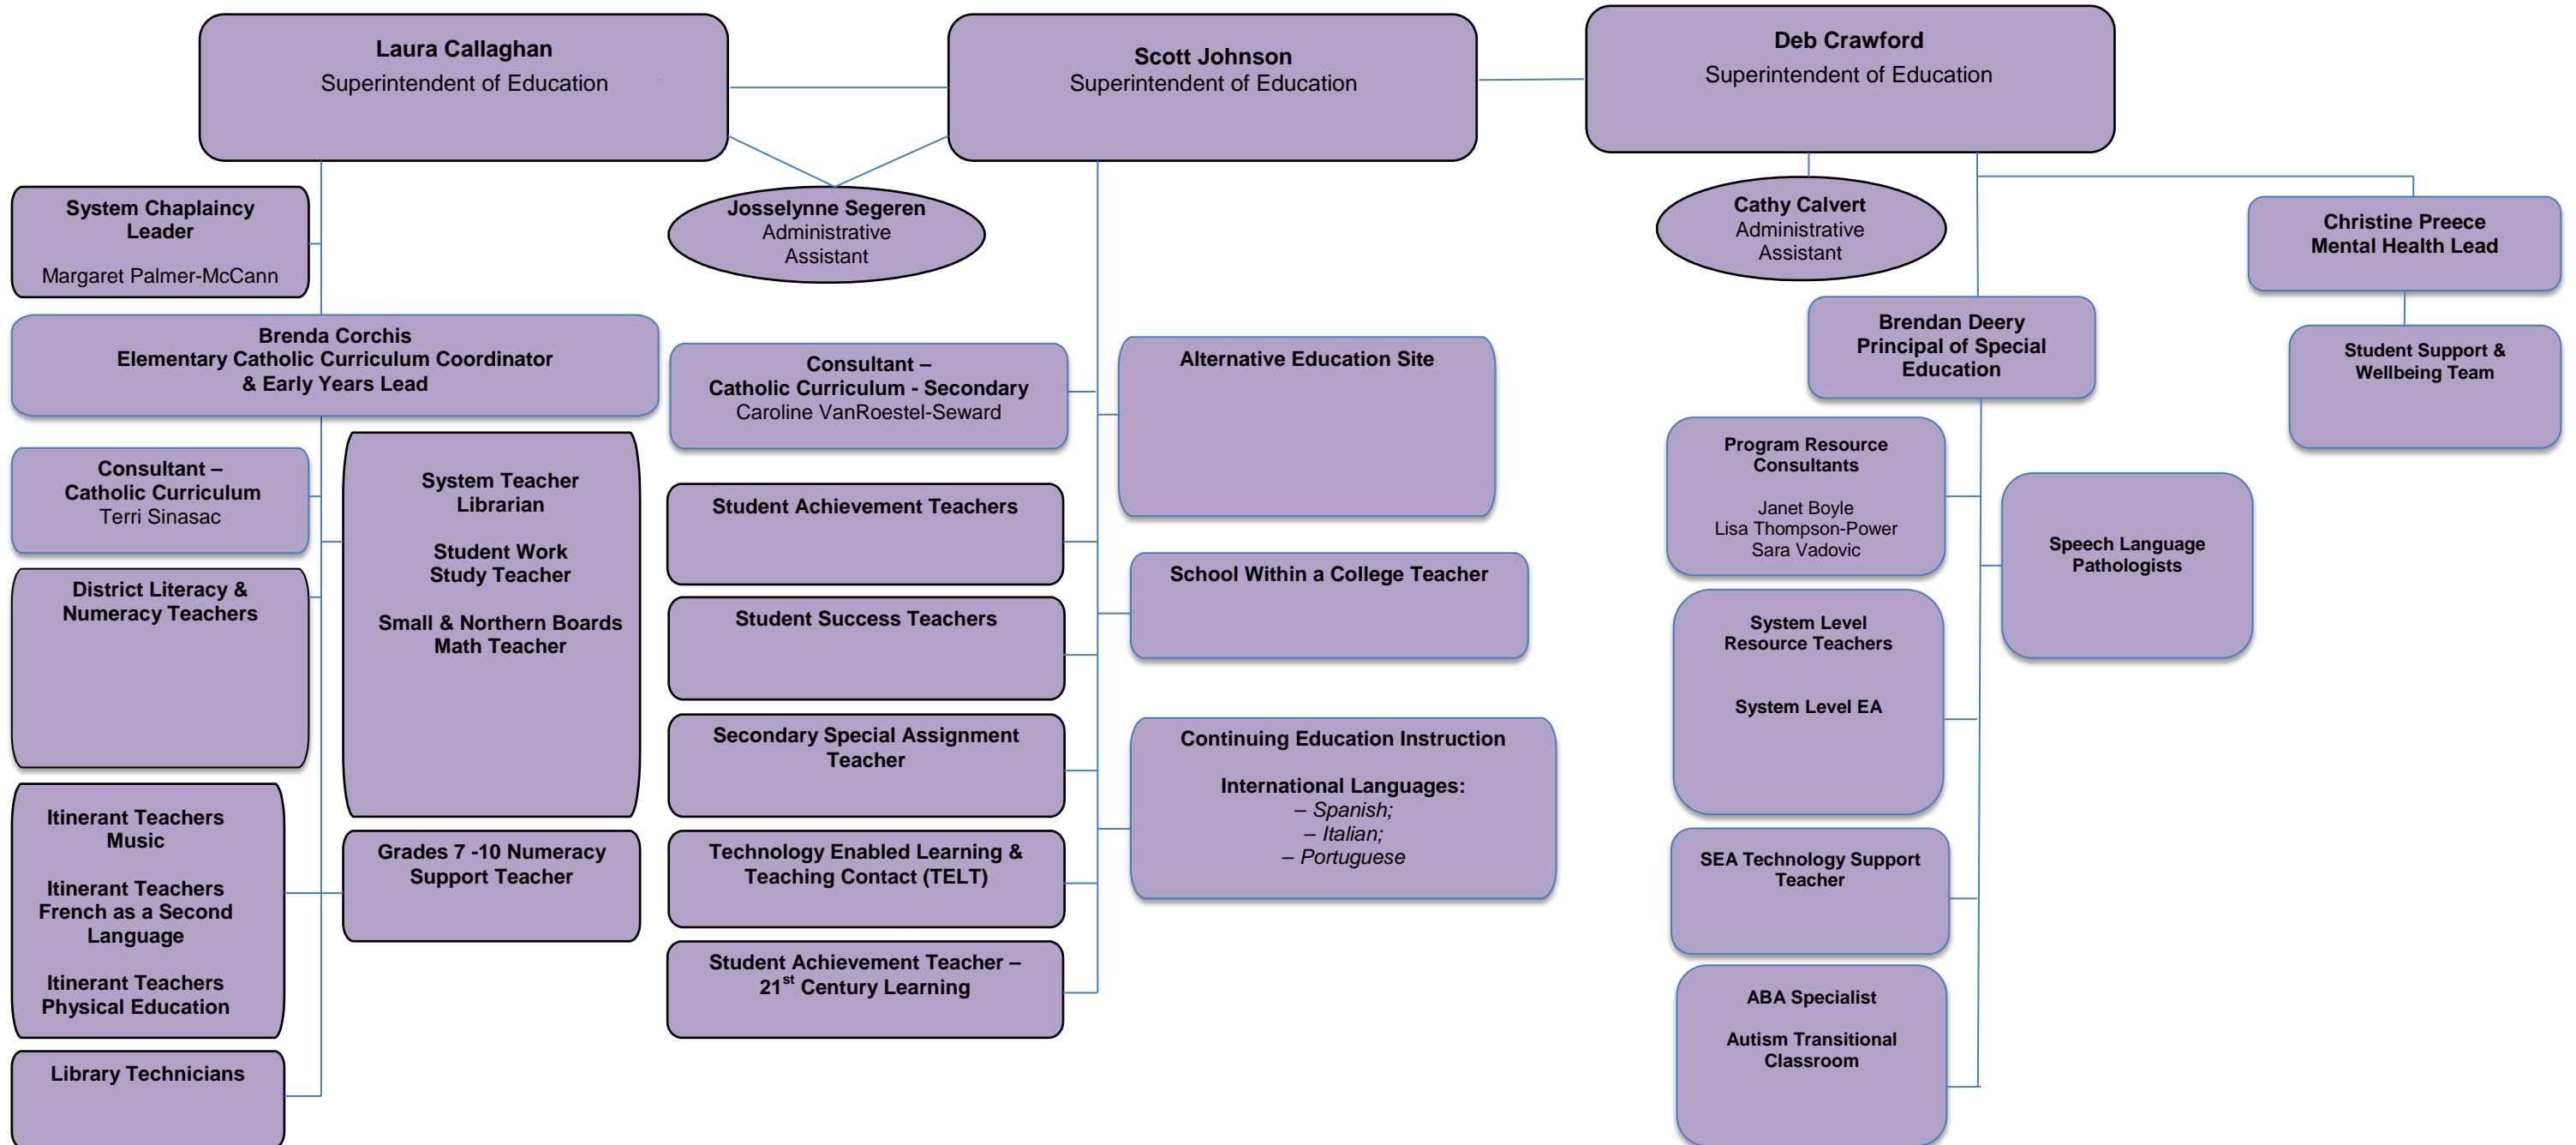 Laura Callaghan
Superintendent of Education
Scott Johnson
Superintendent of Education
Deb Crawford
Superintendent of Education
System Chaplaincy
Leader
Margaret Palmer-McCann
Josselynne Segeren
Administrative
Assistant
Cathy Calvert
Administrative
Assistant
Christine Preece
Mental Health Lead
Brenda Corchis
Elementary Catholic Curriculum Coordinator
& Early Years Lead
Consultant –
Catholic Curriculum
Terri Sinasac
District Literacy &
Numeracy Teachers
Itinerant Teachers
Music
Itinerant Teachers
French as a Second
Language
Itinerant Teachers
Physical Education
Library Technicians
System Teacher
Librarian
Student Work
Study Teacher
Small & Northern Boards
Math Teacher
Grades 7 -10 Numeracy
Support Teacher
Consultant –
Catholic Curriculum - Secondary
Caroline VanRoestel-Seward
Student Achievement Teachers
Student Success Teachers
Secondary Special Assignment
Teacher
Technology Enabled Learning &
Teaching Contact (TELT)
Student Achievement Teacher –
21st Century Learning
Alternative Education Site
School Within a College Teacher
Continuing Education Instruction
International Languages:
– Spanish;
– Italian;
– Portuguese
Brendan Deery
Principal of Special
Education
Program Resource
Consultants
Janet Boyle
Lisa Thompson-Power
Sara Vadovic
System Level
Resource Teachers
System Level EA
SEA Technology Support
Teacher
ABA Specialist
Autism Transitional
Classroom
Speech Language
Pathologists
Student Support &
Wellbeing Team